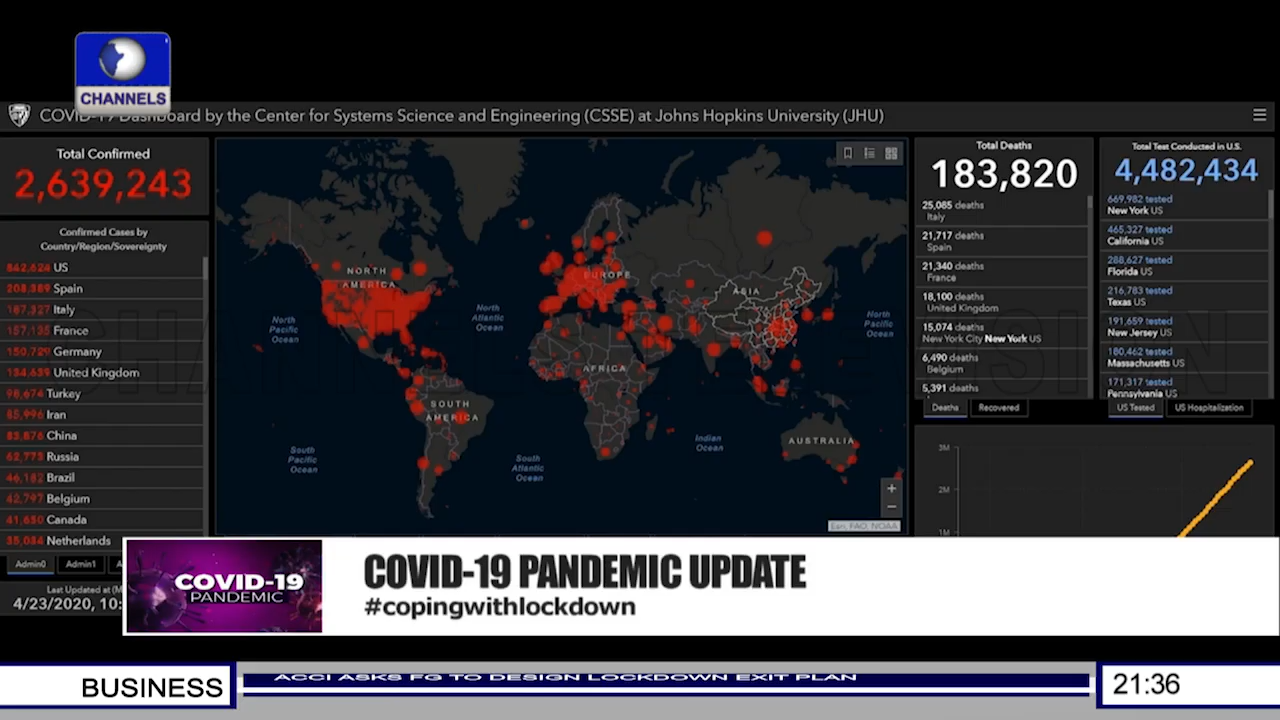 CHANNELS
COVID-19 Dashboard by the Center for Systems Science and Engineering (CSSE) at Johns Hopkins University (JHU)
Total Confirmed
2,639,243
Confirmed Cases by
Country/Region/Sovereignty
842,624 US
208,389 Spain
187,327 Italy
157,135 France
150,729 Germany
134,639 United Kingdom
98,674 Turkey
85,996 Iran
83,876 China
62,773 Russia
46,182 Brazil
42,797 Belgium
41,650 Canada
35,034 Netherlands
Admin0
Admin1
A
Last Updated at (M
4/23/2020, 10:
NORTH
AMERICA
EUROPE
ASIA
North
Pacific
Ocean
North
Atlantic
Ocean
North
Pacific
Ocean
AFRICA
SOUTH
AMERICA
AUSTRALIA
South
Pacific
Ocean
South
Atlantic
Ocean
Indian
Ocean
+
−
Esri, FAO, NOAA
Total Deaths
183,820
25,085 deaths
Italy
21,717 deaths
Spain
21,340 deaths
France
18,100 deaths
United Kingdom
15,074 deaths
New York City New York US
6,490 deaths
Belgium
5,391 deaths
Deaths
Recovered
Total Test Conducted in U.S.
4,482,434
669,982 tested
New York US
465,327 tested
California US
288,627 tested
Florida US
216,783 tested
Texas US
191,659 tested
New Jersey US
180,462 tested
Massachusetts US
171,317 tested
Pennsylvania US
US Tested
US Hospitalization
3M
2M
1M
COVID-19
PANDEMIC
COVID-19 PANDEMIC UPDATE
#copingwithlockdown
BUSINESS
ACCI ASKS FG TO DESIGN LOCKDOWN EXIT PLAN
21:36